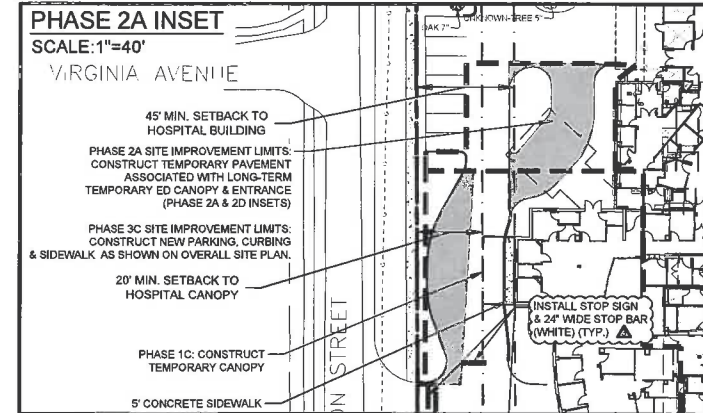 PHASE 2A INSET
SCALE:1"=40'
VIRGINIA AVENUE
OAK 7"
UNKNOWN-TREE 5"
45' MIN. SETBACK TO
HOSPITAL BUILDING
PHASE 2A SITE IMPROVEMENT LIMITS:
CONSTRUCT TEMPORARY PAVEMENT
ASSOCIATED WITH LONG-TERM
TEMPORARY ED CANOPY & ENTRANCE
(PHASE 2A & 2D INSETS)
PHASE 3C SITE IMPROVEMENT LIMITS:
CONSTRUCT NEW PARKING, CURBING
& SIDEWALK AS SHOWN ON OVERALL SITE PLAN.
20' MIN. SETBACK TO
HOSPITAL CANOPY
INSTALL STOP SIGN
& 24" WIDE STOP BAR
(WHITE) (TYP.)
PHASE 1C: CONSTRUCT
TEMPORARY CANOPY
5' CONCRETE SIDEWALK
ON STREET